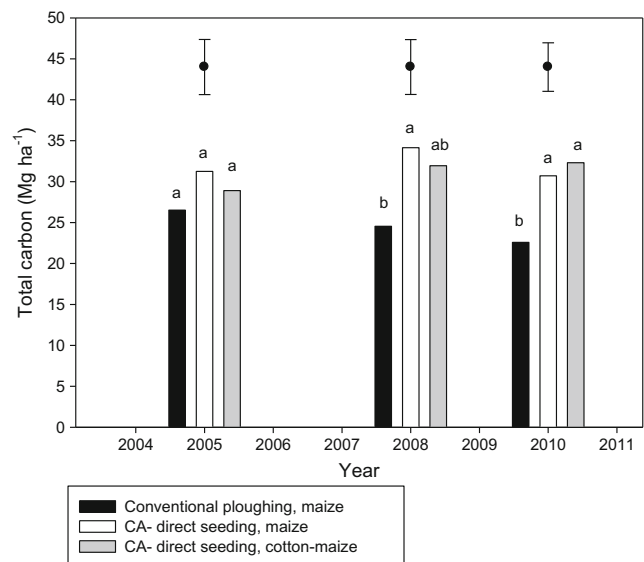 Total carbon (Mg ha⁻¹)
50
45
40
35
30
25
20
15
10
5
0
a
a
a
b
a
ab
b
a
a
2004
2005
2006
2007
2008
2009
2010
2011
Year
Conventional ploughing, maize
CA- direct seeding, maize
CA- direct seeding, cotton-maize